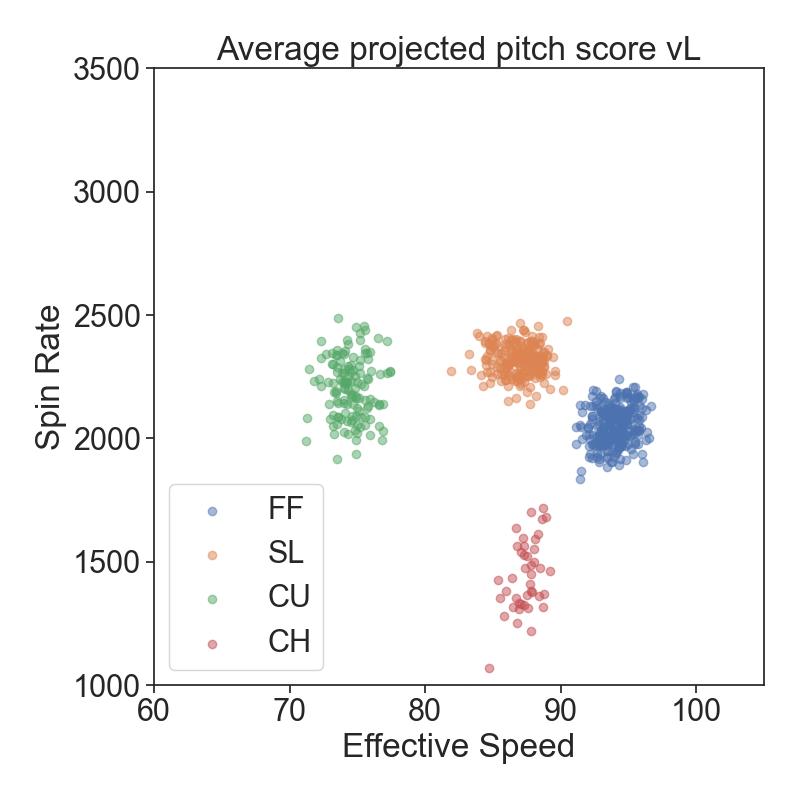 Average projected pitch score vL
3500
3000
2500
2000
1500
1000
Spin Rate
FF
SL
CU
CH
60
70
80
90
100
Effective Speed